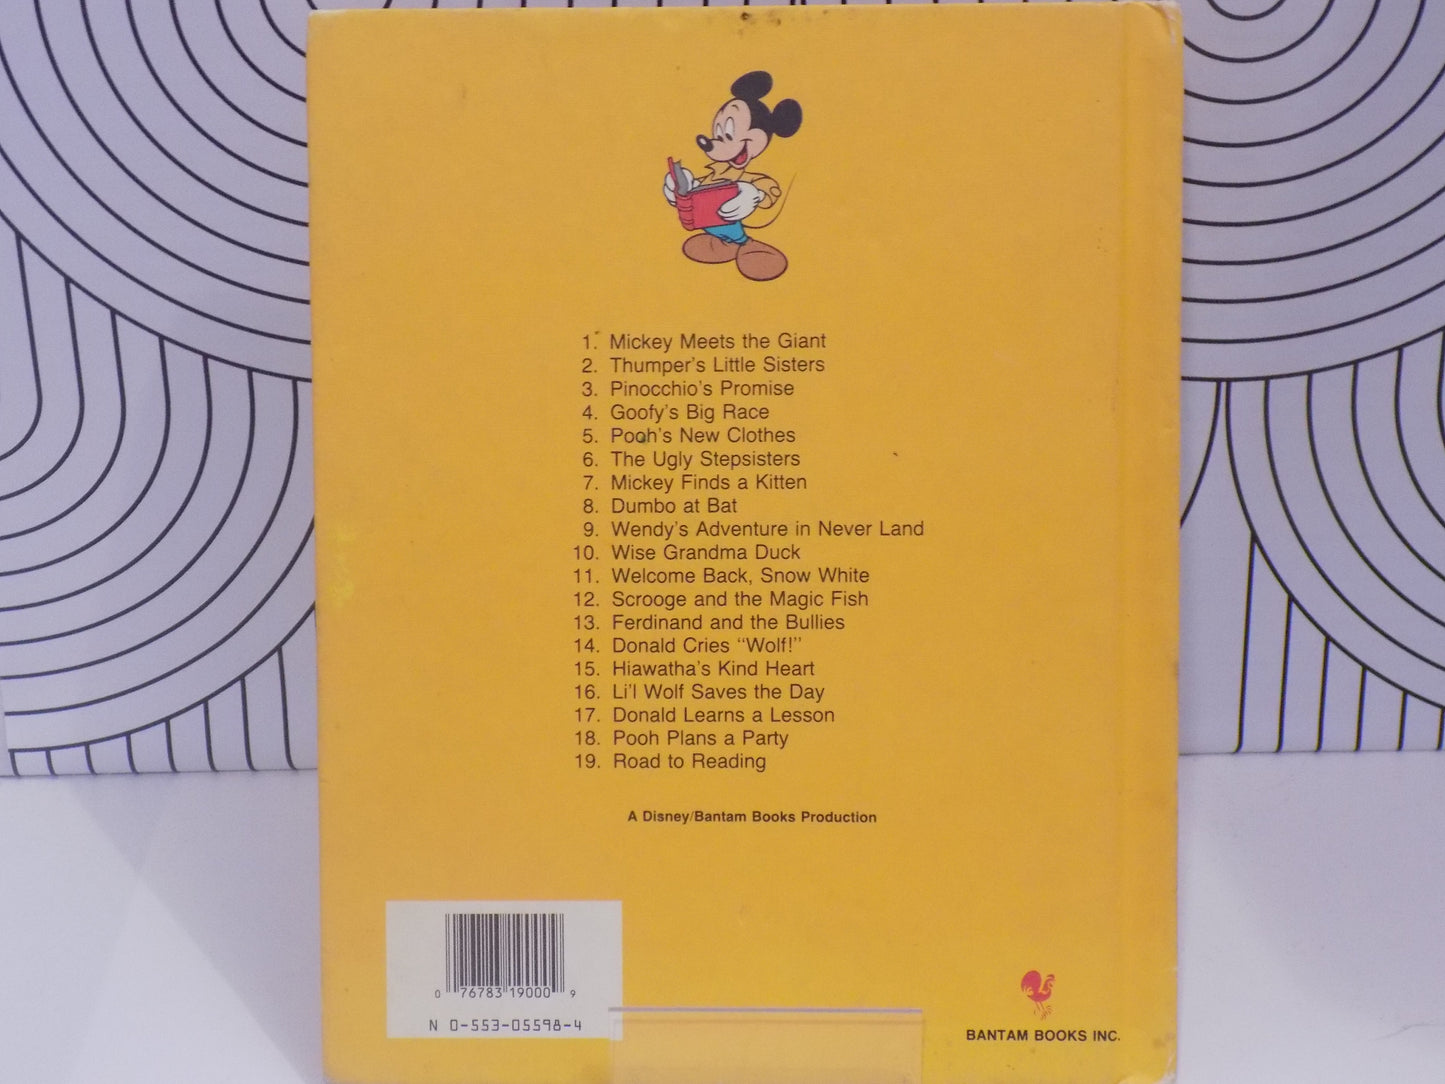 1. Mickey Meets the Giant
2. Thumper's Little Sisters
3. Pinocchio's Promise
4. Goofy's Big Race
5. Pooh's New Clothes
6. The Ugly Stepsisters
7. Mickey Finds a Kitten
8. Dumbo at Bat
9. Wendy's Adventure in Never Land
10. Wise Grandma Duck
11. Welcome Back, Snow White
12. Scrooge and the Magic Fish
13. Ferdinand and the Bullies
14. Donald Cries "Wolf!"
15. Hiawatha's Kind Heart
16. Li'l Wolf Saves the Day
17. Donald Learns a Lesson
18. Pooh Plans a Party
19. Road to Reading
A Disney/Bantam Books Production
0 76783 19000 9
N 0-553-05598-4
BANTAM BOOKS INC.